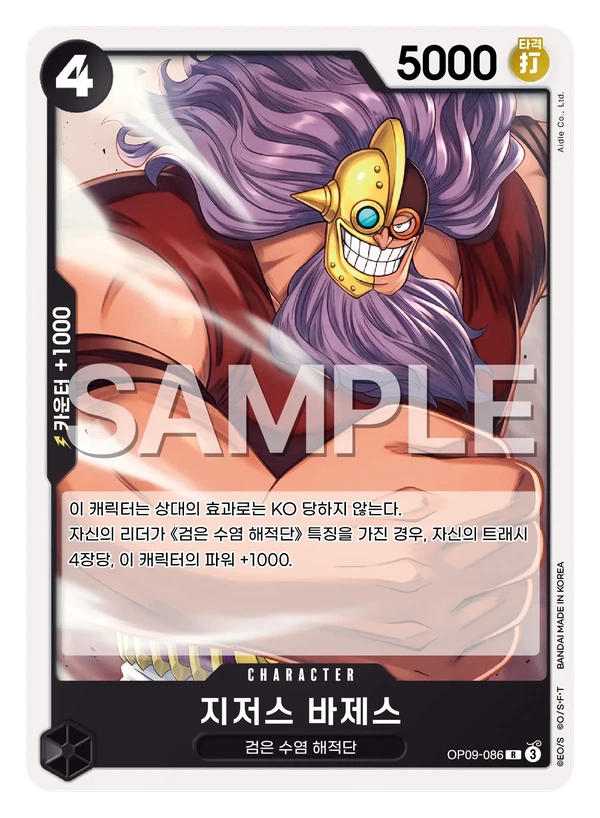 4
5000
타격
打
Aidle Co., Ltd.
카운터 +1000
SAMPLE
이 캐릭터는 상대의 효과로는 KO 당하지 않는다.
자신의 리더가 《검은 수염 해적단》 특징을 가진 경우, 자신의 트래시
4장당, 이 캐릭터의 파워 +1000.
CHARACTER
지저스 바제스
검은 수염 해적단
OP09-086 R 3
©EO/S ©O/S·F·T BANDAI MADE IN KOREA